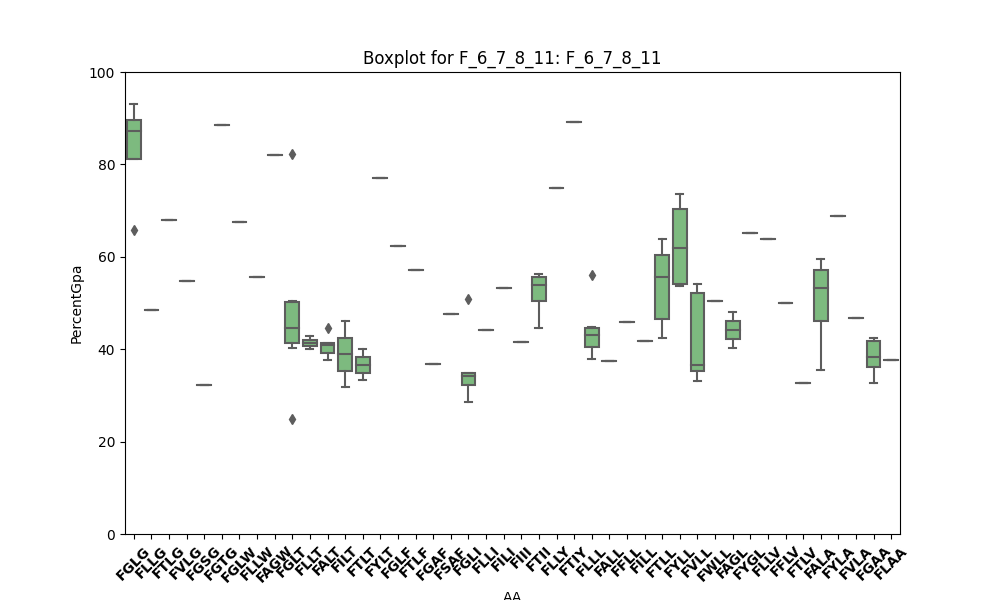 Boxplot for F_6_7_8_11: F_6_7_8_11
PercentGpa
100
80
60
40
20
0
FGLG FLLG FTLG FVLG FGSG FGTG FGLW FLLW FAGW FGLT FLLT FALT FILT FTLT FYLT FGLF FTLF FGAF FSAF FGLI FLLI FILI FIII FTII FLLY FTIY FLLL FALL FFLL FILL FTLL FYLL FVLL FWLL FAGL FYGL FLLV FFLV FTLV FALA FYLA FVLA FGAA FLAA
AA